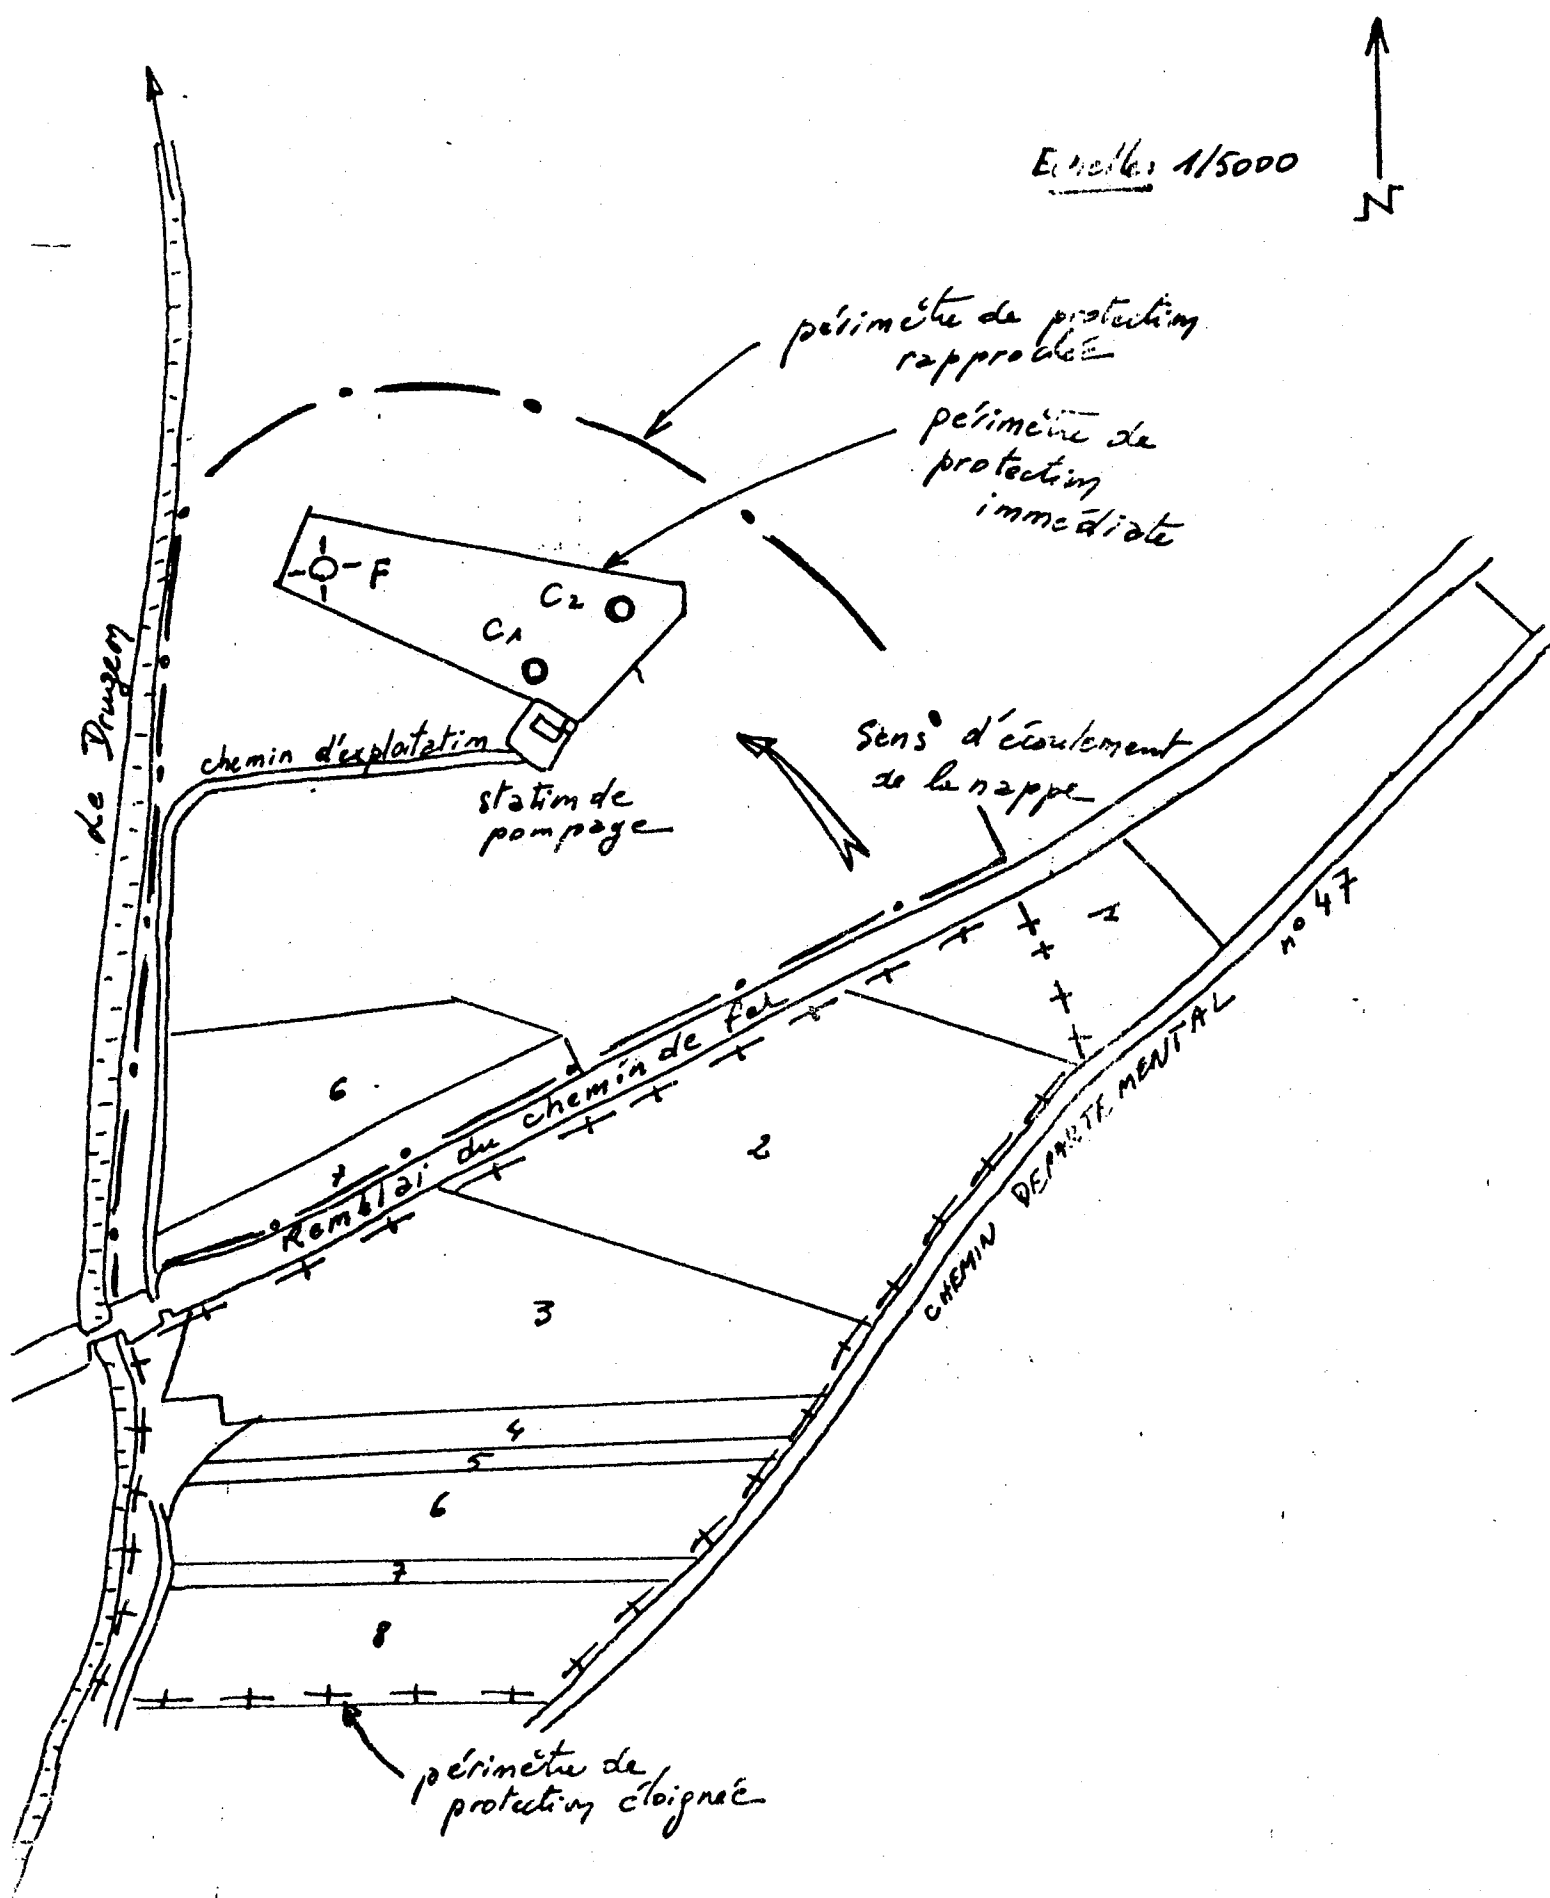 Echelle 1/5000
N
périmètre de protection
rapprochée
périmètre de
protection
immédiate
F
C2
C1
de Drugeon
chemin d'exploitation
station de
pompage
Sens d'écoulement
de la nappe
1
n° 47
CHEMIN DEPARTEMENTAL
6
7
Remblai du chemin de fer
2
3
4
5
6
7
8
périmètre de
protection éloignée